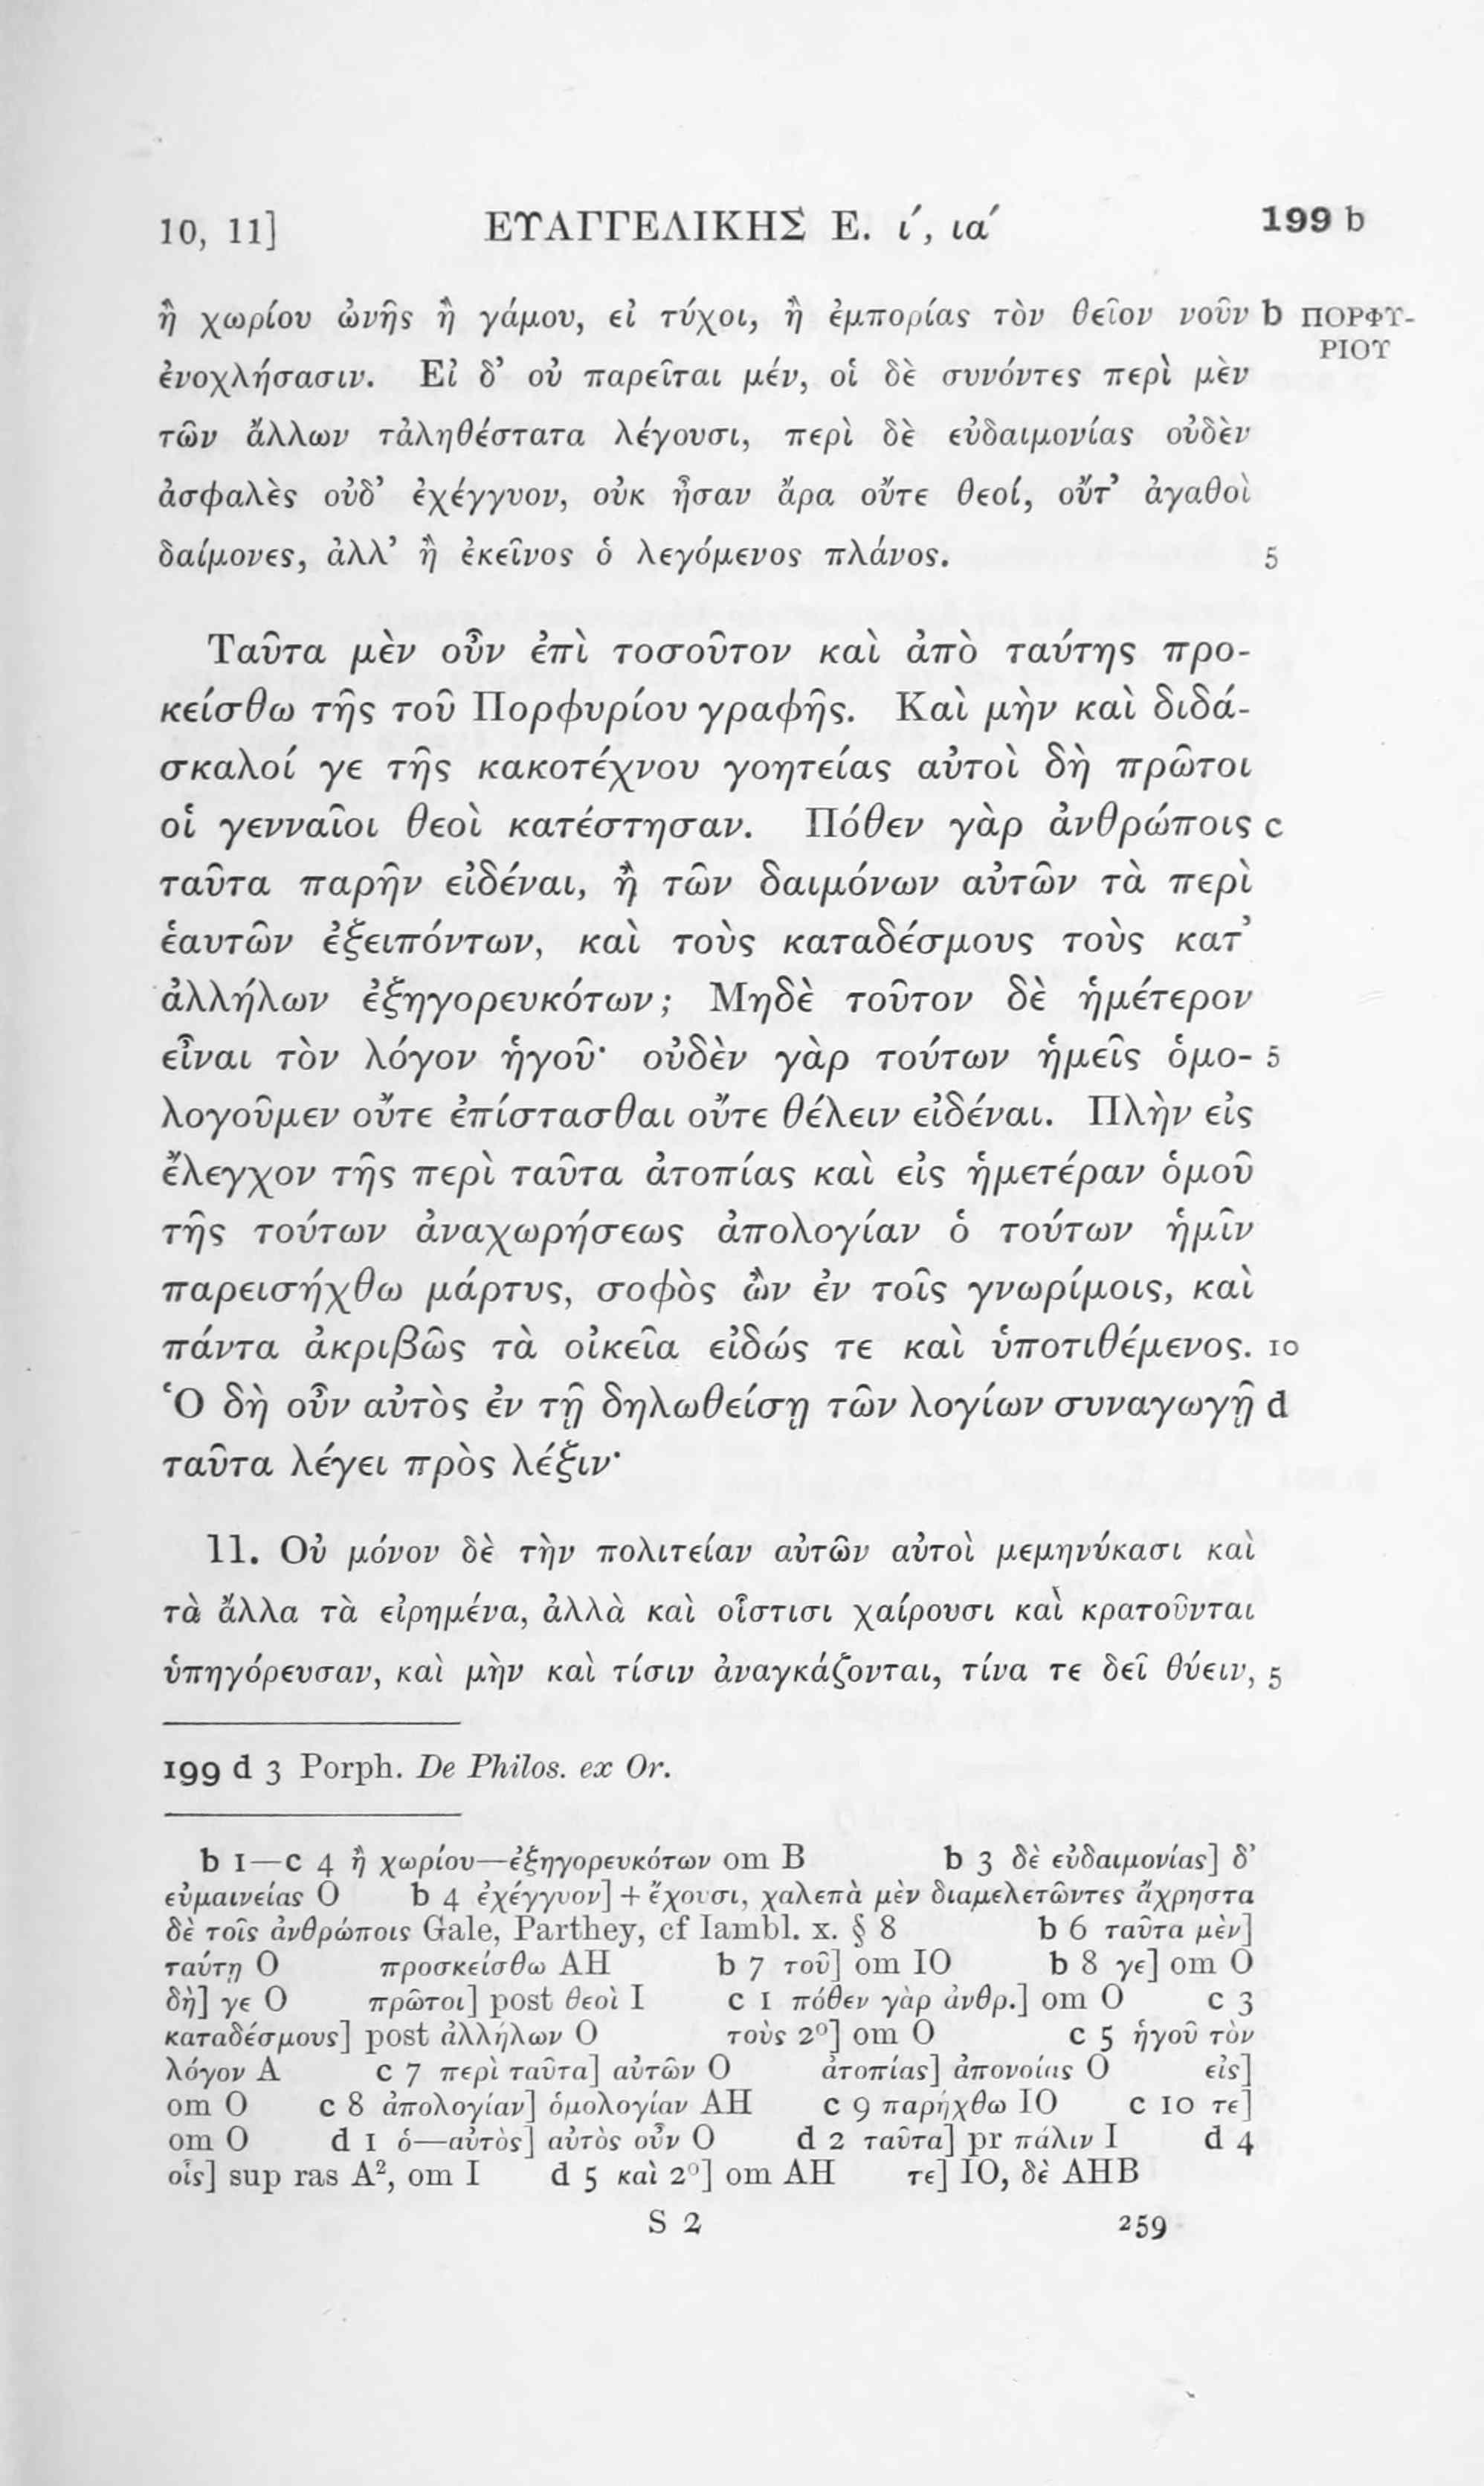 10, 11] ΕΥΑΓΓΕΛΙΚΗΣ Ε. ι´, ια´ 199 b
ἢ χωρίου ὠνῆς ἢ γάμου, εἰ τύχοι, ἢ ἐμπορίας τὸν θεῖον νοῦν b ΠΟΡΦΥ-
ΡΙΟΥ
ἐνοχλήσασιν. Εἰ δ’ οὐ παρεῖται μέν, οἱ δὲ συνόντες περὶ μὲν
τῶν ἄλλων τἀληθέστατα λέγουσι, περὶ δὲ εὐδαιμονίας οὐδὲν
ἀσφαλὲς οὐδ’ ἐχέγγυον, οὐκ ἦσαν ἄρα οὔτε θεοί, οὔτ’ ἀγαθοὶ
δαίμονες, ἀλλ’ ἢ ἐκεῖνος ὁ λεγόμενος πλάνος. 5
Ταῦτα μὲν οὖν ἐπὶ τοσοῦτον καὶ ἀπὸ ταύτης προ-
κείσθω τῆς τοῦ Πορφυρίου γραφῆς. Καὶ μὴν καὶ διδά-
σκαλοί γε τῆς κακοτέχνου γοητείας αὐτοὶ δὴ πρῶτοι
οἱ γενναῖοι θεοὶ κατέστησαν. Πόθεν γὰρ ἀνθρώποις c
ταῦτα παρῆν εἰδέναι, ἢ τῶν δαιμόνων αὐτῶν τὰ περὶ
ἑαυτῶν ἐξειπόντων, καὶ τοὺς καταδέσμους τοὺς κατ’
ἀλλήλων ἐξηγορευκότων; Μηδὲ τοῦτον δὲ ἡμέτερον
εἶναι τὸν λόγον ἡγοῦ· οὐδὲν γὰρ τούτων ἡμεῖς ὁμο- 5
λογοῦμεν οὔτε ἐπίστασθαι οὔτε θέλειν εἰδέναι. Πλὴν εἰς
ἔλεγχον τῆς περὶ ταῦτα ἀτοπίας καὶ εἰς ἡμετέραν ὁμοῦ
τῆς τούτων ἀναχωρήσεως ἀπολογίαν ὁ τούτων ἡμῖν
παρεισήχθω μάρτυς, σοφὸς ὢν ἐν τοῖς γνωρίμοις, καὶ
πάντα ἀκριβῶς τὰ οἰκεῖα εἰδώς τε καὶ ὑποτιθέμενος. 10
Ὁ δὴ οὖν αὐτὸς ἐν τῇ δηλωθείσῃ τῶν λογίων συναγωγῇ d
ταῦτα λέγει πρὸς λέξιν·
11. Οὐ μόνον δὲ τὴν πολιτείαν αὐτῶν αὐτοὶ μεμηνύκασι καὶ
τὰ ἄλλα τὰ εἰρημένα, ἀλλὰ καὶ οἷστισι χαίρουσι καὶ κρατοῦνται
ὑπηγόρευσαν, καὶ μὴν καὶ τίσιν ἀναγκάζονται, τίνα τε δεῖ θύειν, 5
199 d 3 Porph. De Philos. ex Or.
b 1—c 4 ἢ χωρίου—ἐξηγορευκότων om B b 3 δὲ εὐδαιμονίας] δ’
εὐμαινείας O b 4 ἐχέγγυον] + ἔχουσι, χαλεπὰ μὲν διαμελετῶντες ἄχρηστα
δὲ τοῖς ἀνθρώποις Gale, Parthey, cf Iambl. x. § 8 b 6 ταῦτα μὲν]
ταύτῃ O προσκείσθω AH b 7 τοῦ] om IO b 8 γε] om O
δὴ] γε O πρῶτοι] post θεοὶ I c 1 πόθεν γὰρ ἀνθρ.] om O c 3
καταδέσμους] post ἀλλήλων O τοὺς 2⁰] om O c 5 ἡγοῦ τὸν
λόγον A c 7 περὶ ταῦτα] αὐτῶν O ἀτοπίας] ἀπονοίας O εἰς]
om O c 8 ἀπολογίαν] ὁμολογίαν AH c 9 παρήχθω IO c 10 τε]
om O d 1 ὁ—αὐτὸς] αὐτὸς οὖν O d 2 ταῦτα] pr πάλιν I d 4
οἷς] sup ras A², om I d 5 καὶ 2⁰] om AH τε] IO, δὲ AHB
S 2 259